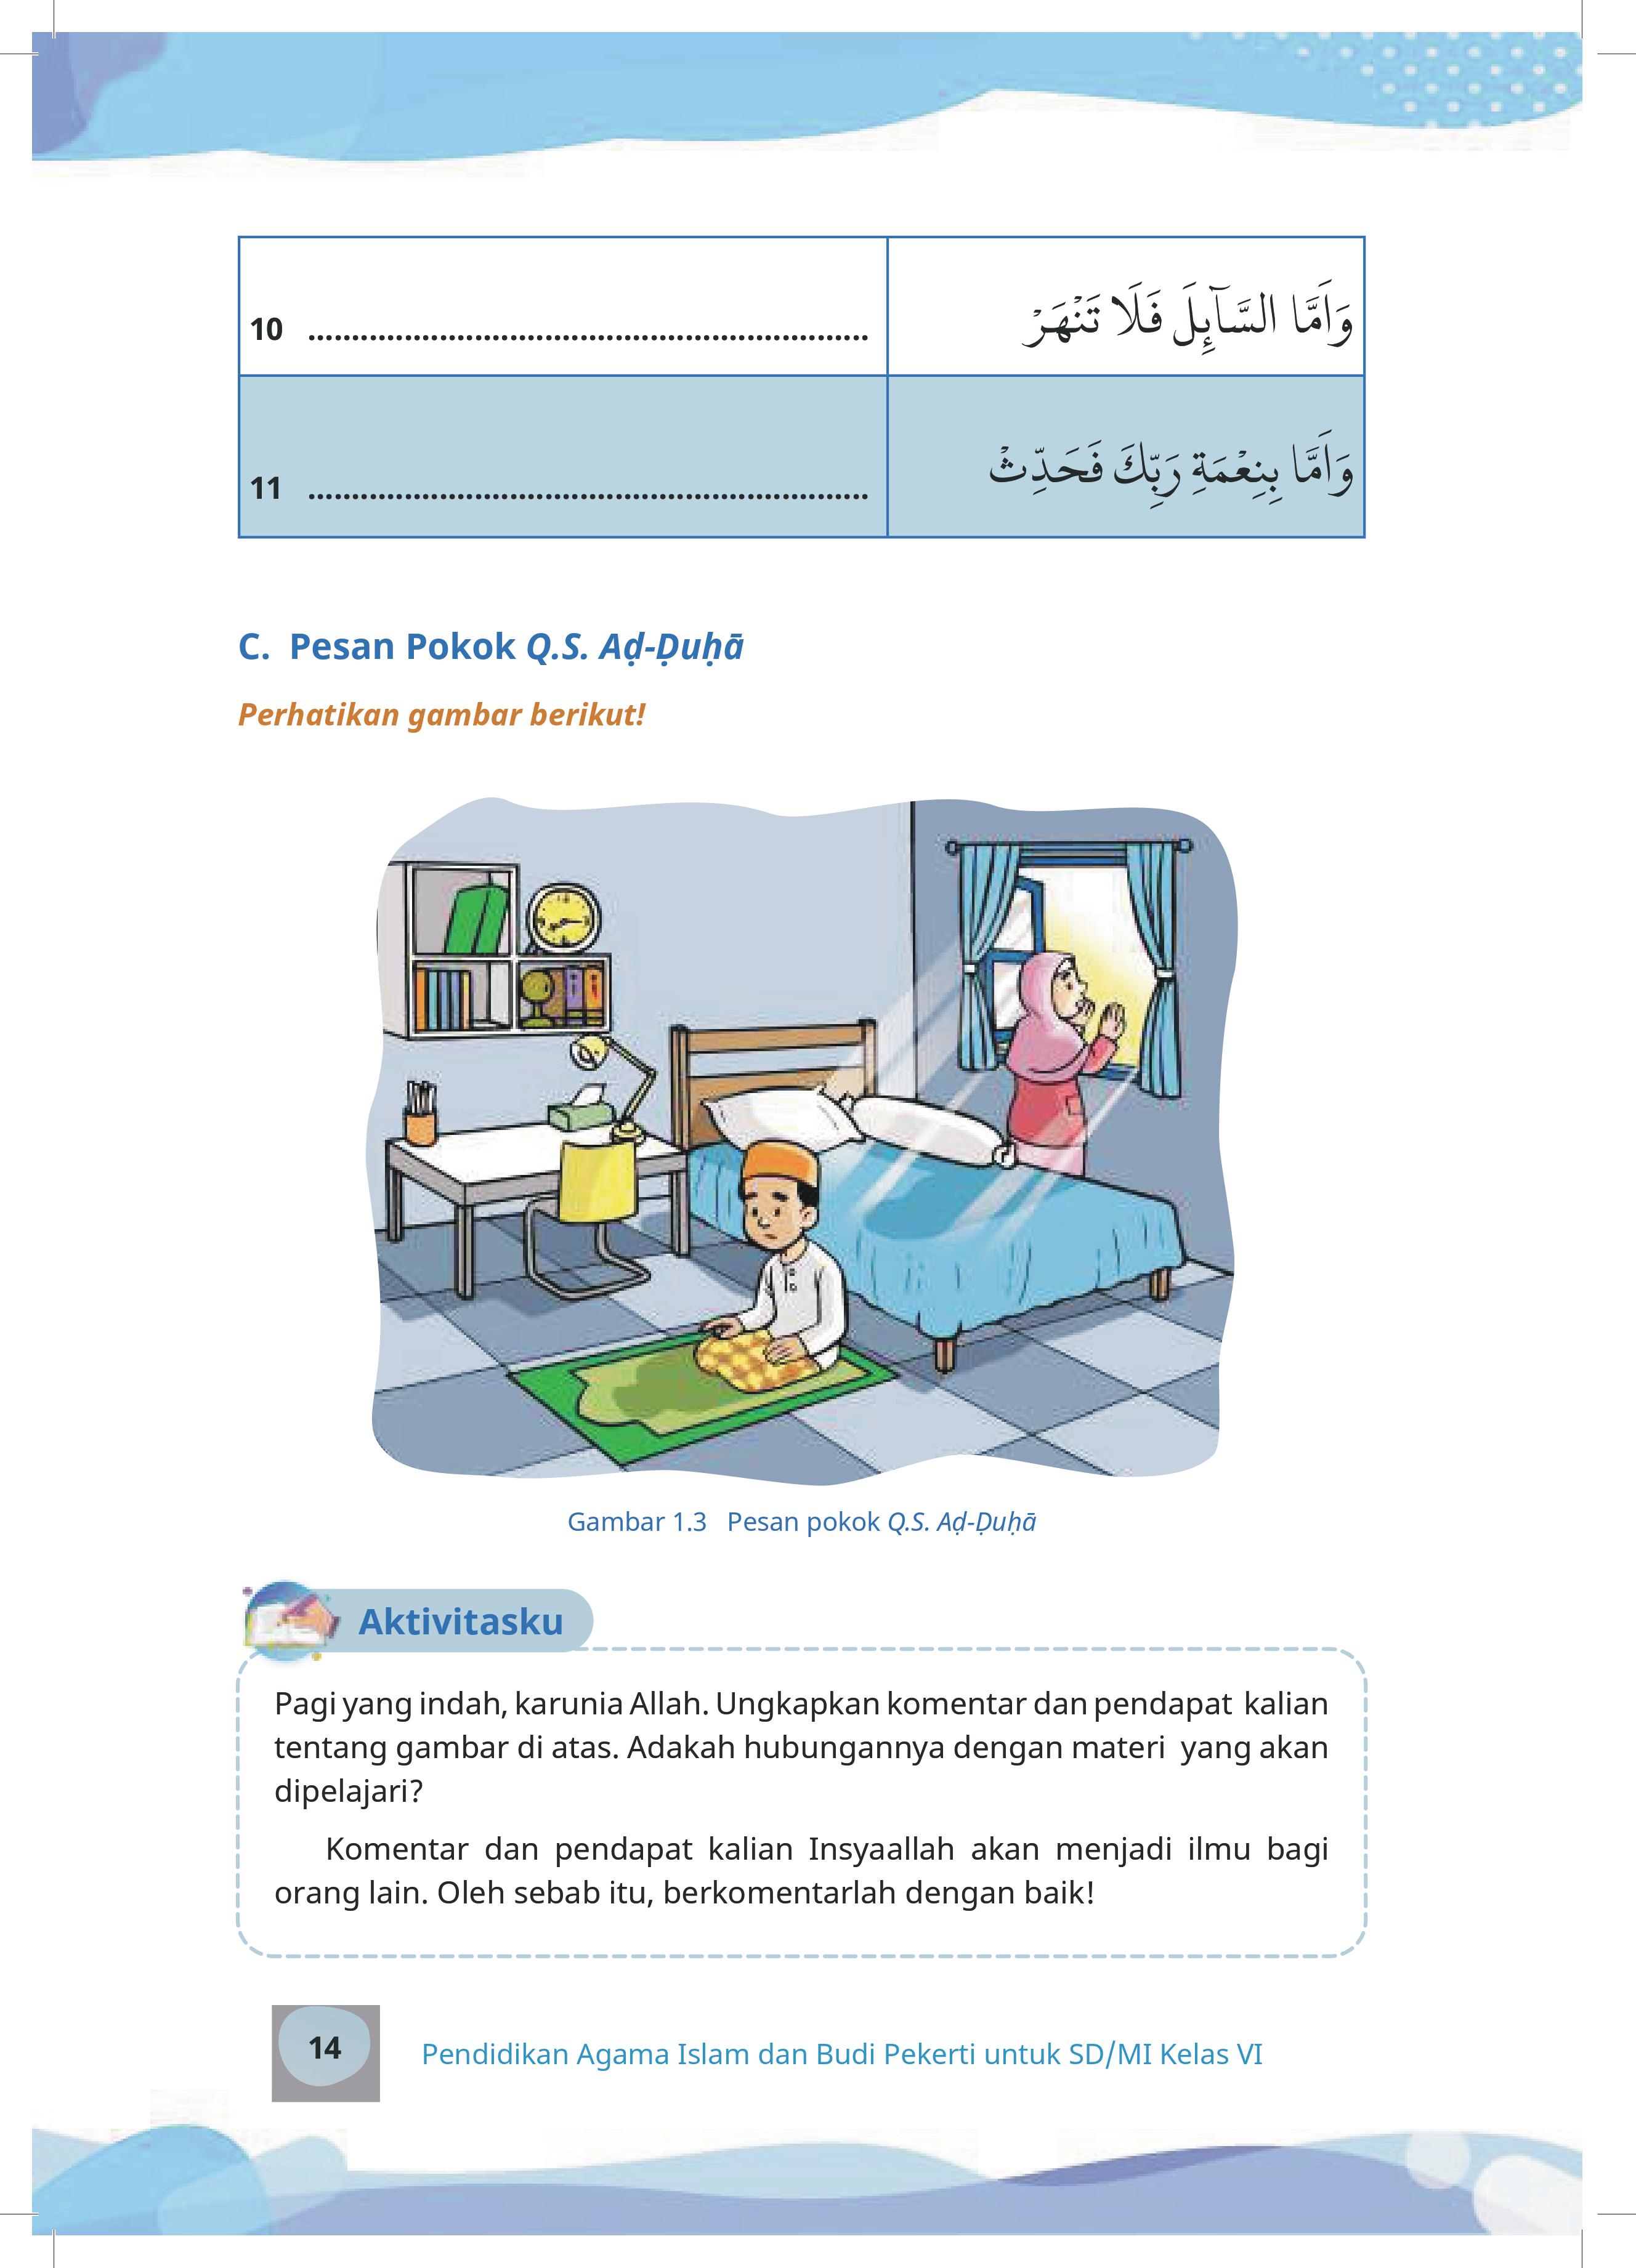 10 ................................................................. وَاَمَّا السَّاۤىِٕلَ فَلَا تَنْهَرْ
11 ................................................................. وَاَمَّا بِنِعْمَةِ رَبِّكَ فَحَدِّثْ
C. Pesan Pokok Q.S. Aḍ-Ḍuḥā
Perhatikan gambar berikut!
Gambar 1.3 Pesan pokok Q.S. Aḍ-Ḍuḥā
Aktivitasku
Pagi yang indah, karunia Allah. Ungkapkan komentar dan pendapat kalian
tentang gambar di atas. Adakah hubungannya dengan materi yang akan
dipelajari?
Komentar dan pendapat kalian Insyaallah akan menjadi ilmu bagi
orang lain. Oleh sebab itu, berkomentarlah dengan baik!
14 Pendidikan Agama Islam dan Budi Pekerti untuk SD/MI Kelas VI